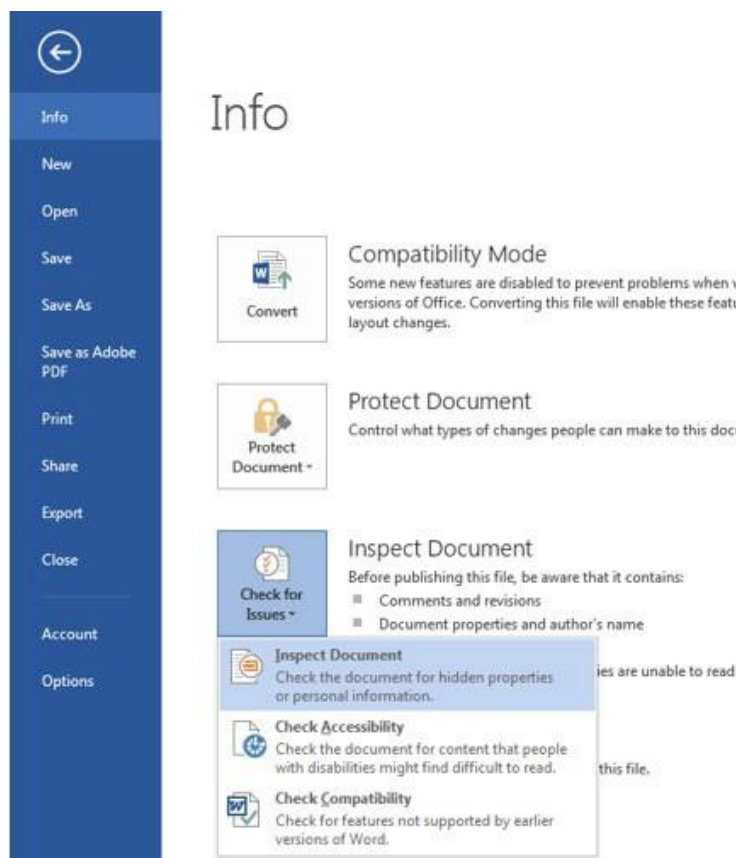 Info
New
Open
Save
Save As
Save as Adobe
PDF
Print
Share
Export
Close
Account
Options
Info
Convert
Compatibility Mode
Some new features are disabled to prevent problems when
versions of Office. Converting this file will enable these
layout changes.
Protect
Document
Protect Document
Control what types of changes people can make to this
Check for
Issues
Inspect Document
Before publishing this file, be aware that it contains:
Comments and revisions
Document properties and author's name
Inspect Document
Check the document for hidden properties
or personal information.
are unable to read
Check Accessibility
Check the document for content that people
with disabilities might find difficult to read.
this file.
Check Compatibility
Check for features not supported by earlier
versions of Word.